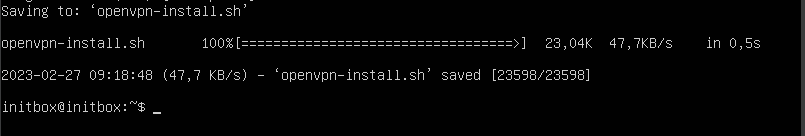 Saving to: ‘openvpn-install.sh’
openvpn-install.sh 100%[==================================>] 23,04K 47,7KB/s in 0,5s
2023-02-27 09:18:48 (47,7 KB/s) – ‘openvpn-install.sh’ saved [23598/23598]
initbox@initbox:~$ _